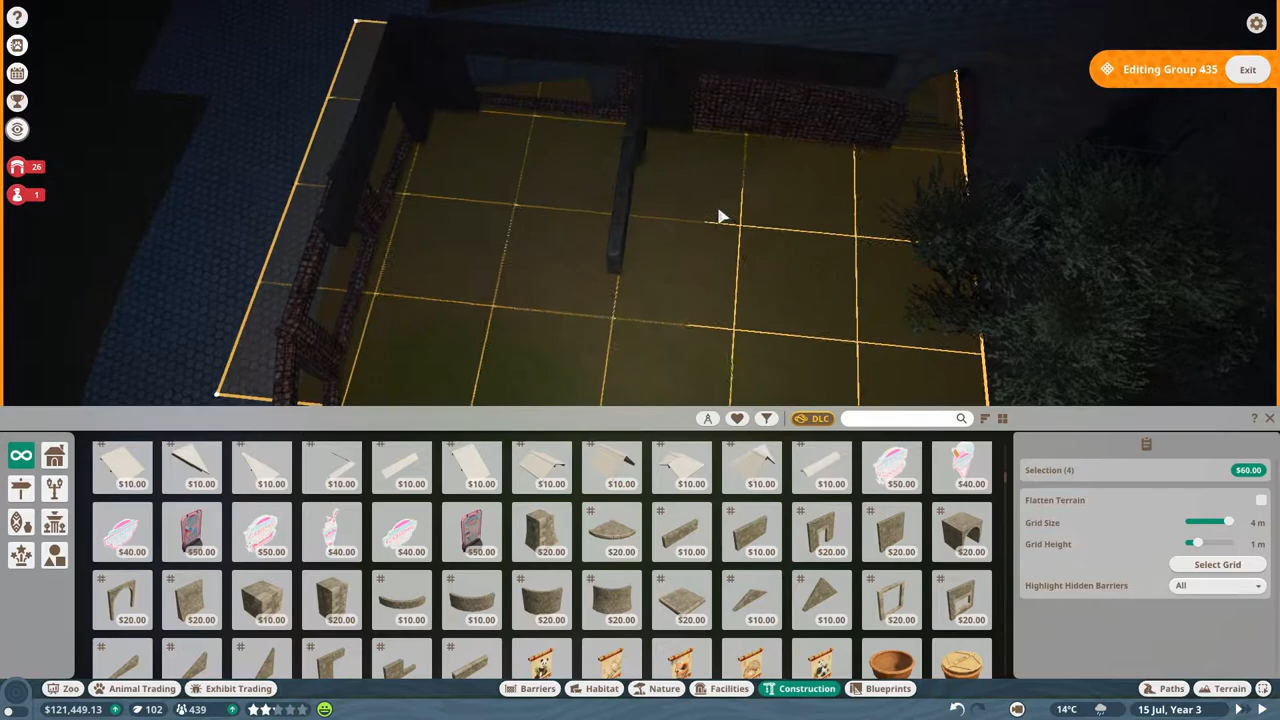 ?
Editing Group 435
Exit
26
1
DLC
?
$10.00 $10.00 $10.00 $10.00 $10.00 $10.00 $10.00 $10.00 $10.00 $10.00 $10.00 $50.00 $40.00
$40.00 $50.00 $50.00 $40.00 $40.00 $50.00 $20.00 $20.00 $10.00 $10.00 $20.00 $20.00 $20.00
$20.00 $20.00 $10.00 $20.00 $10.00 $10.00 $20.00 $20.00 $20.00 $10.00 $20.00 $20.00 $20.00
Selection (4)
$60.00
Flatten Terrain
Grid Size
4 m
Grid Height
1 m
Select Grid
Highlight Hidden Barriers
All
Zoo
Animal Trading
Exhibit Trading
Barriers
Habitat
Nature
Facilities
Construction
Blueprints
Paths
Terrain
$121,449.13
102
439
14°C
15 Jul, Year 3